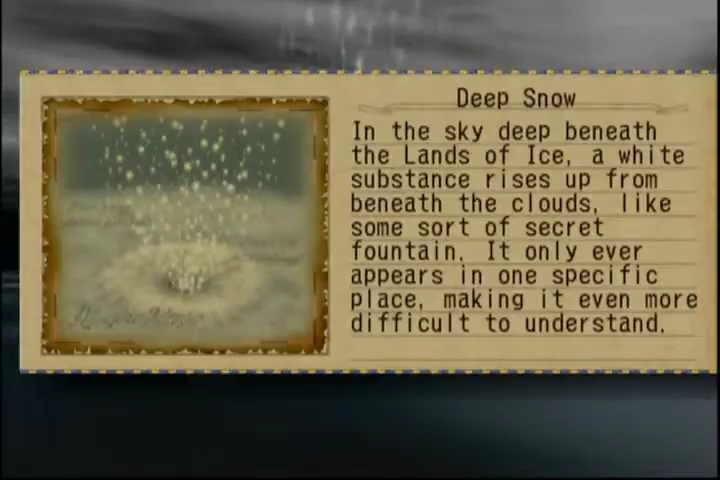 Deep Snow
In the sky deep beneath
the Lands of Ice, a white
substance rises up from
beneath the clouds, like
some sort of secret
fountain. It only ever
appears in one specific
place, making it even more
difficult to understand.